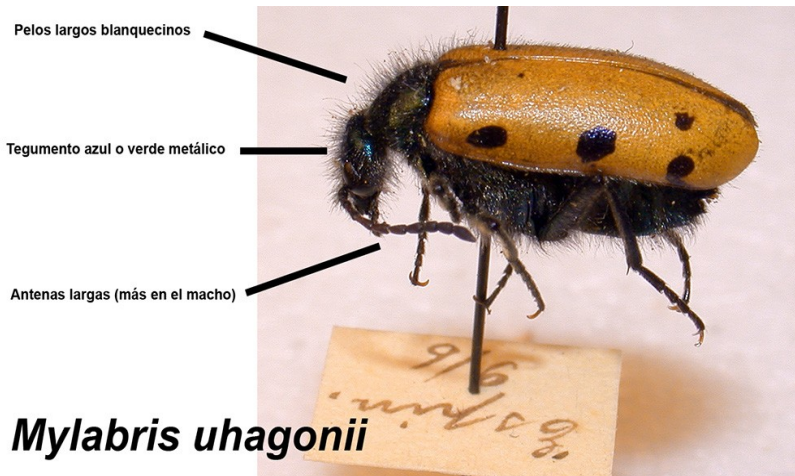 Pelos largos blanquecinos
Tegumento azul o verde metálico
Antenas largas (más en el macho)
Mylabris uhagonii